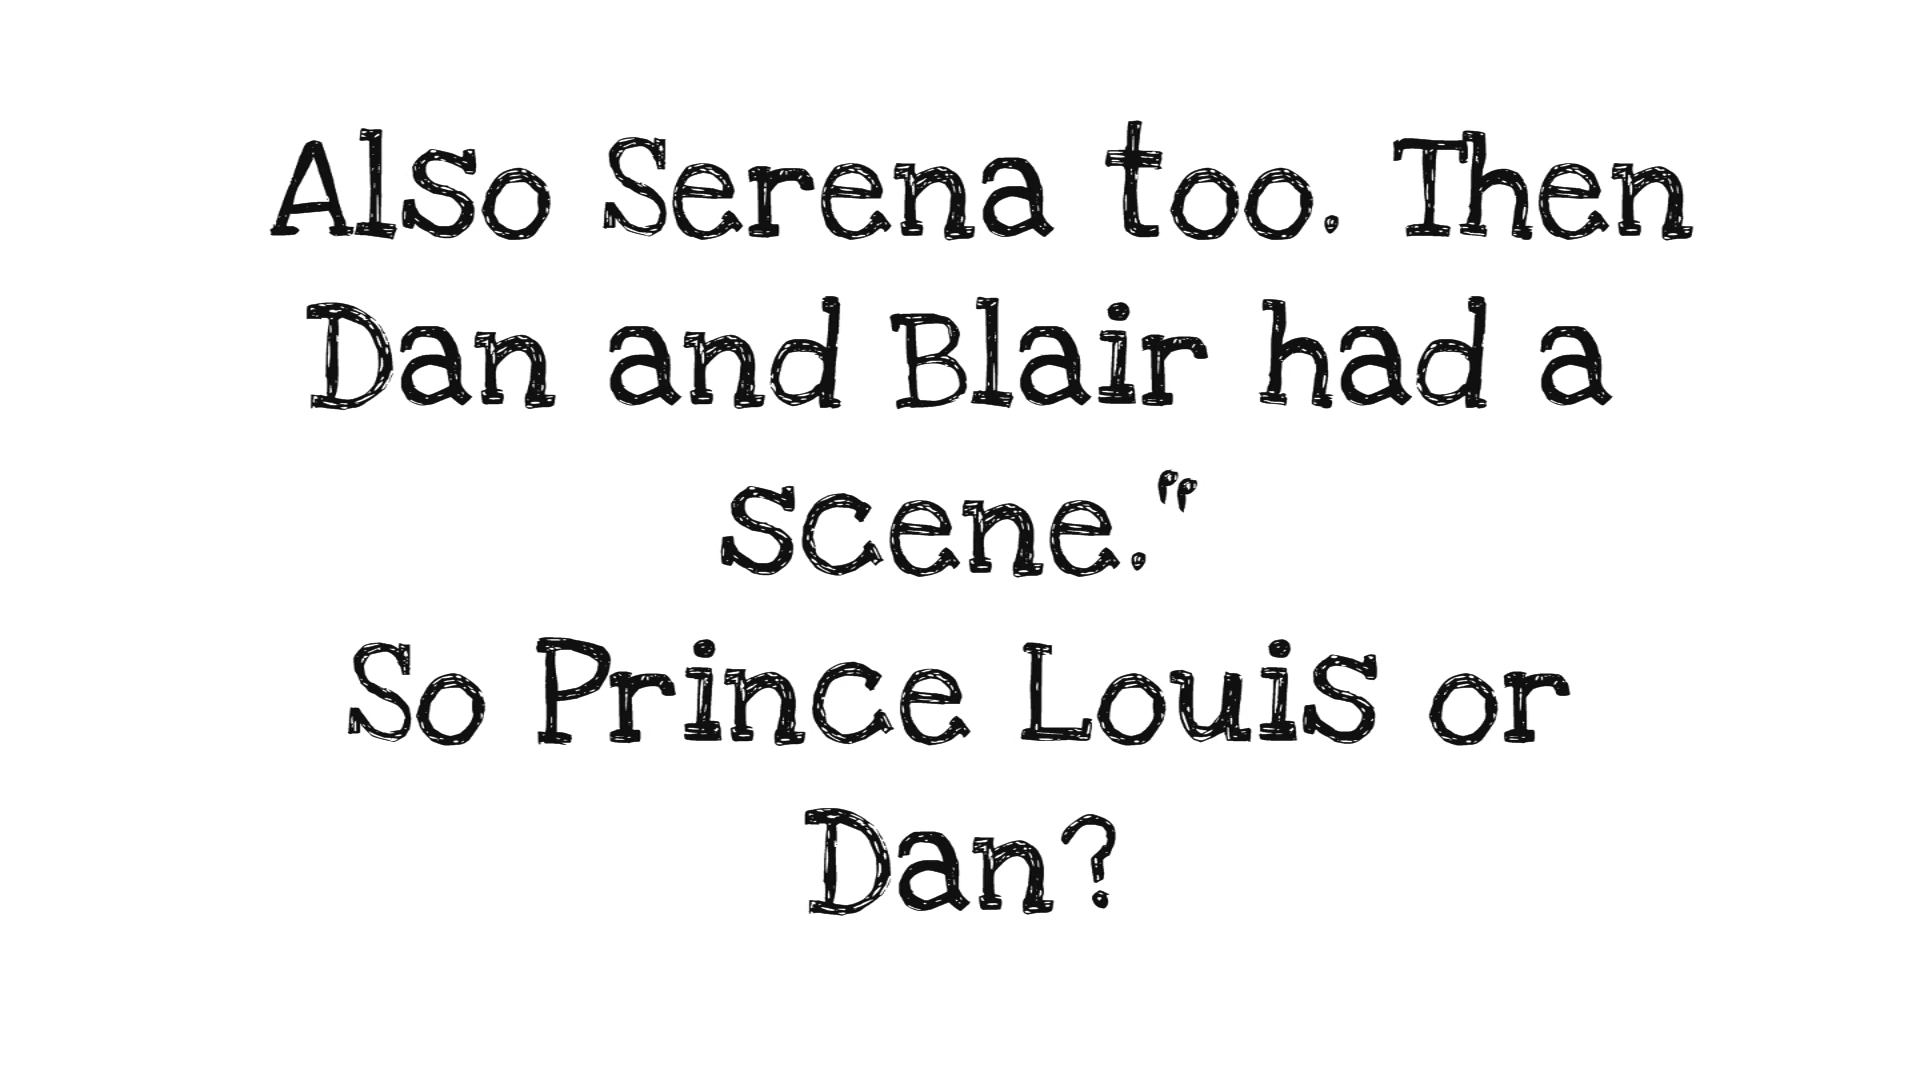 Also Serena too. Then
Dan and Blair had a
scene."
So Prince Louis or
Dan?